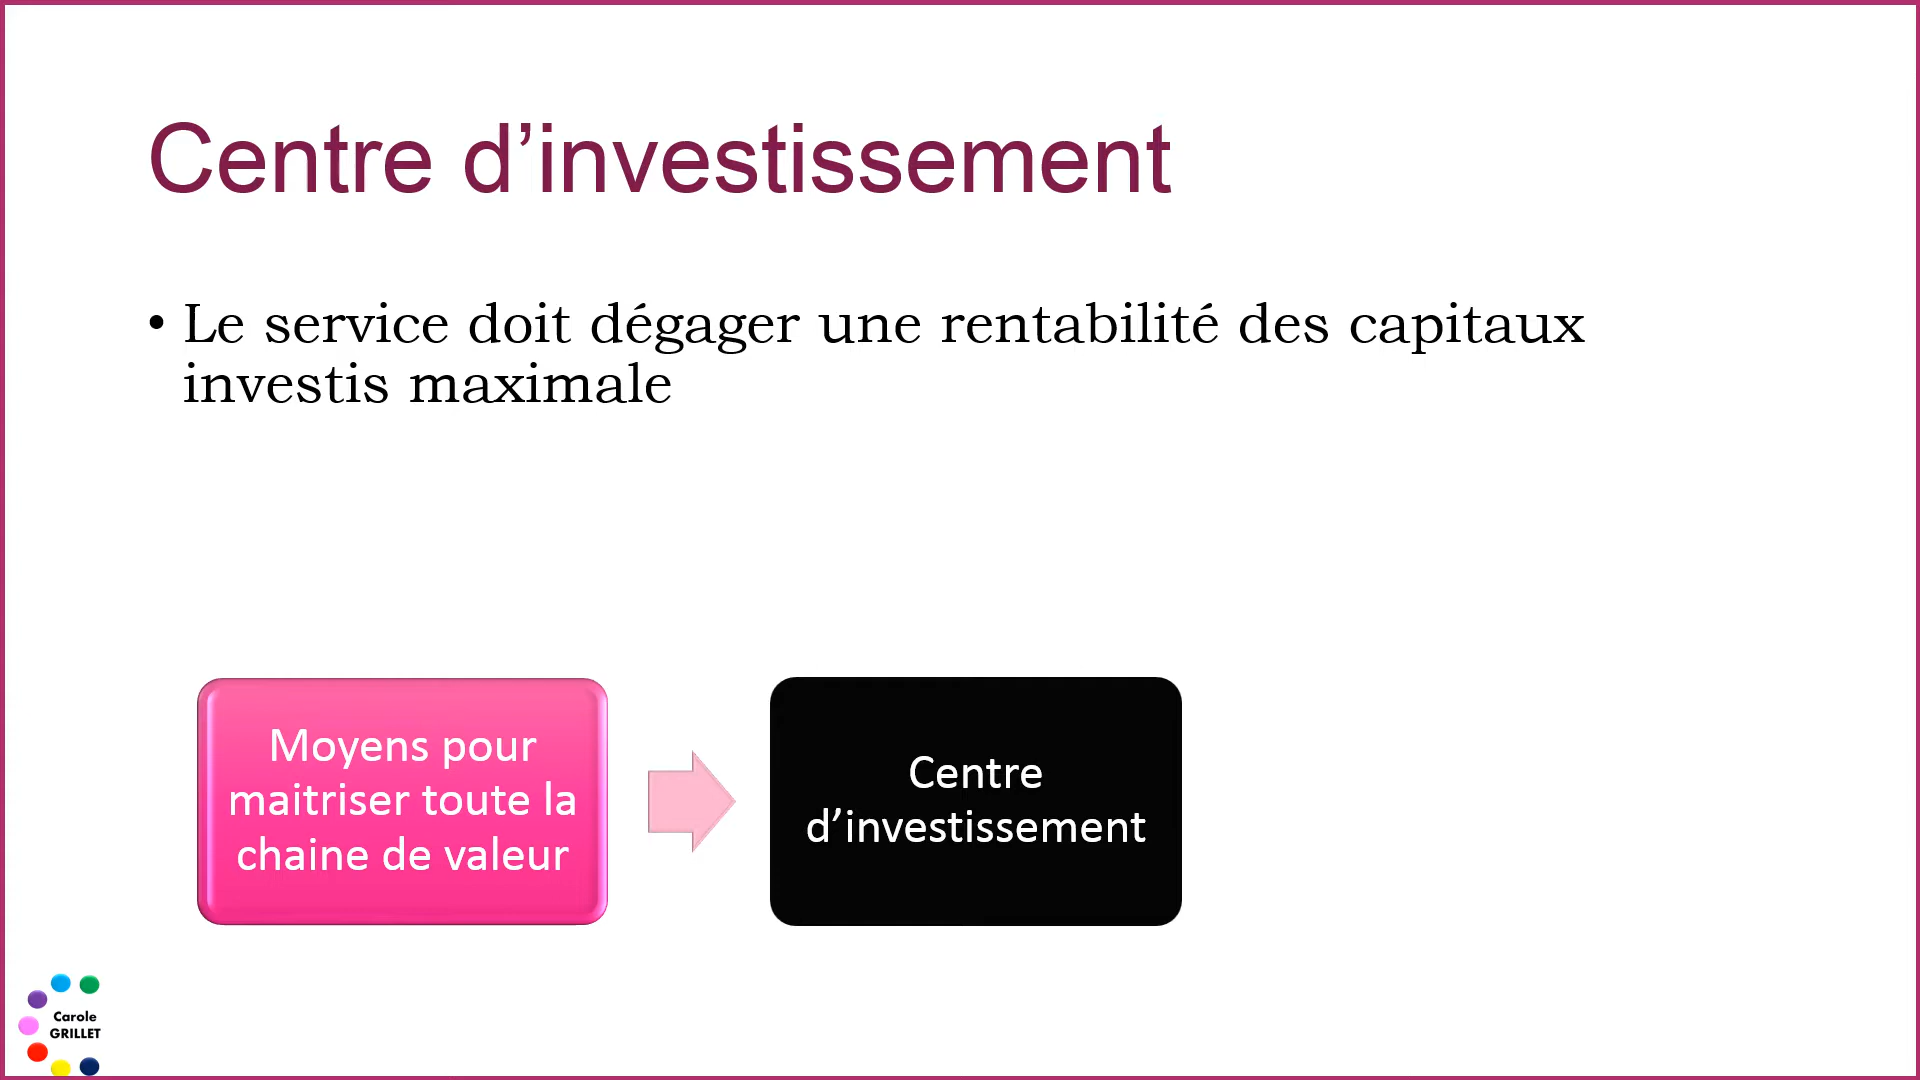 Centre d’investissement
• Le service doit dégager une rentabilité des capitaux
investis maximale
Moyens pour
maitriser toute la
chaine de valeur
Centre
d’investissement
Carole
GRILLET